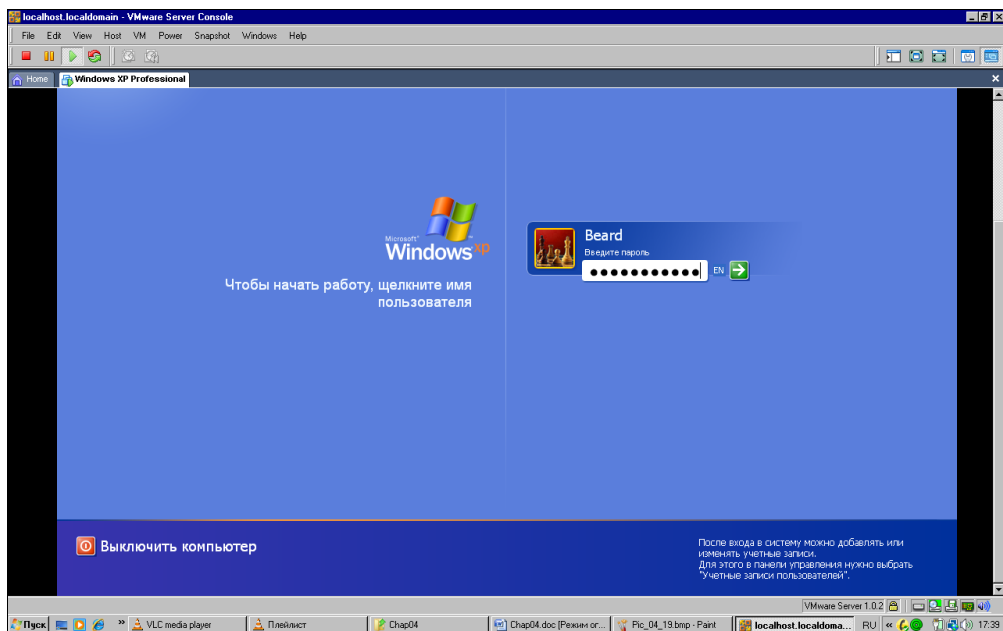 localhost.localdomain - VMware Server Console
File Edit View Host VM Power Snapshot Windows Help
Home Windows XP Professional
Microsoft
Windows xp
Чтобы начать работу, щелкните имя
пользователя
Beard
Введите пароль
EN
Выключить компьютер
После входа в систему можно добавлять или
изменять учетные записи.
Для этого в панели управления нужно выбрать
"Учетные записи пользователей".
VMware Server 1.0.2
Пуск » VLC media player Плейлист Chap04 Chap04.doc [Режим ог... Pic_04_19.bmp - Paint localhost.localdoma... RU « 17:39